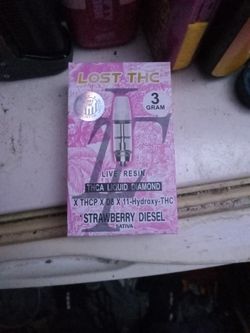 LOST THC
3
GRAM
LIVE RESIN
THCA LIQUID DIAMOND
X THCP X D8 X 11-Hydroxy-THC
STRAWBERRY DIESEL
SATIVA